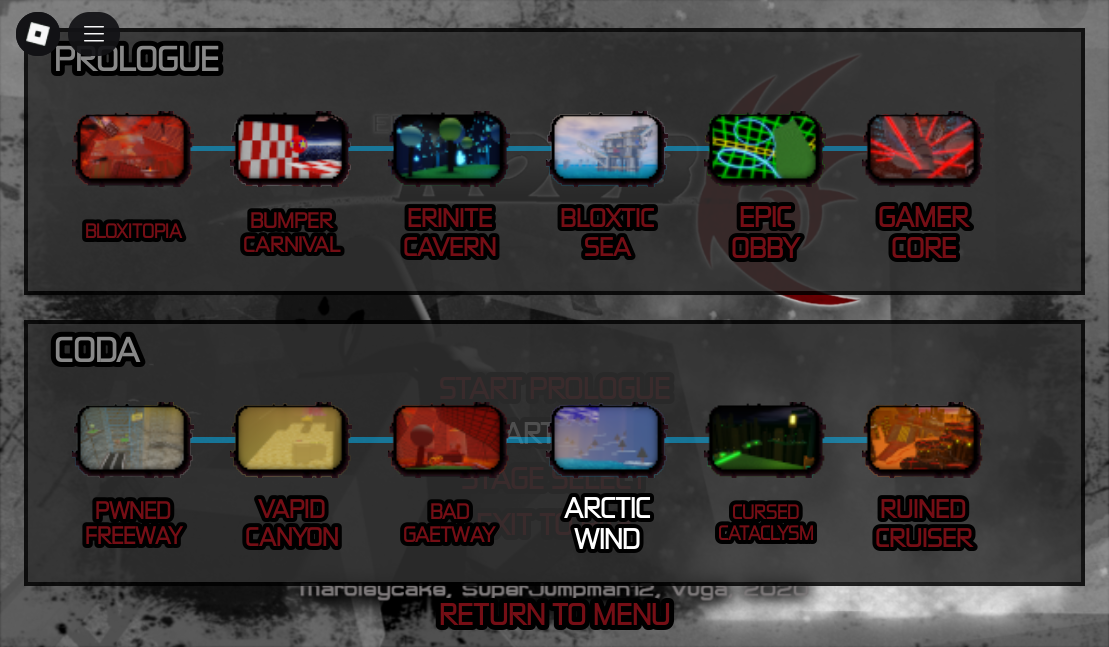 PROLOGUE
BLOXITOPIA
BUMPER
CARNIVAL
ERINITE
CAVERN
BLOXTIC
SEA
EPIC
OBBY
GAMER
CORE
CODA
START PROLOGUE
STAGE SELECT
PWNED
FREEWAY
VAPID
CANYON
BAD
GAETWAY
ARCTIC
WIND
CURSED
CATACLYSM
RUINED
CRUISER
Marbleycake, SuperJumpman12, Vuga, 2020
RETURN TO MENU